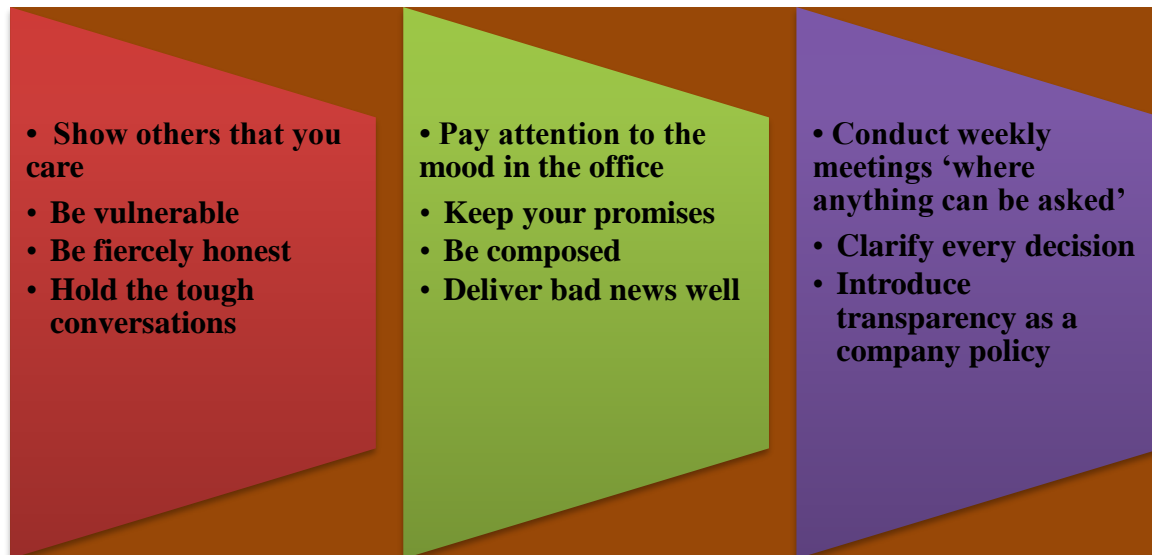 • Show others that you
care
• Be vulnerable
• Be fiercely honest
• Hold the tough
conversations
• Pay attention to the
mood in the office
• Keep your promises
• Be composed
• Deliver bad news well
• Conduct weekly
meetings ‘where
anything can be asked’
• Clarify every decision
• Introduce
transparency as a
company policy